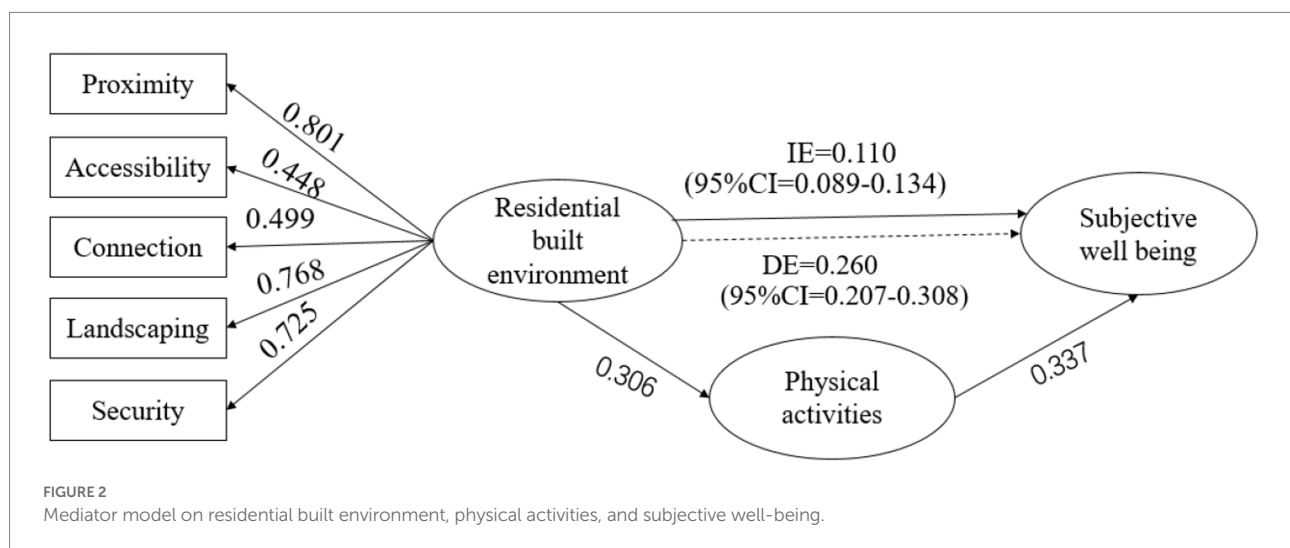 Proximity
Accessibility
Connection
Landscaping
Security
0.801
0.448
0.499
0.768
0.725
Residential
built
environment
IE=0.110
(95%CI=0.089-0.134)
DE=0.260
(95%CI=0.207-0.308)
Subjective
well being
0.306
Physical
activities
0.337
FIGURE 2
Mediator model on residential built environment, physical activities, and subjective well-being.